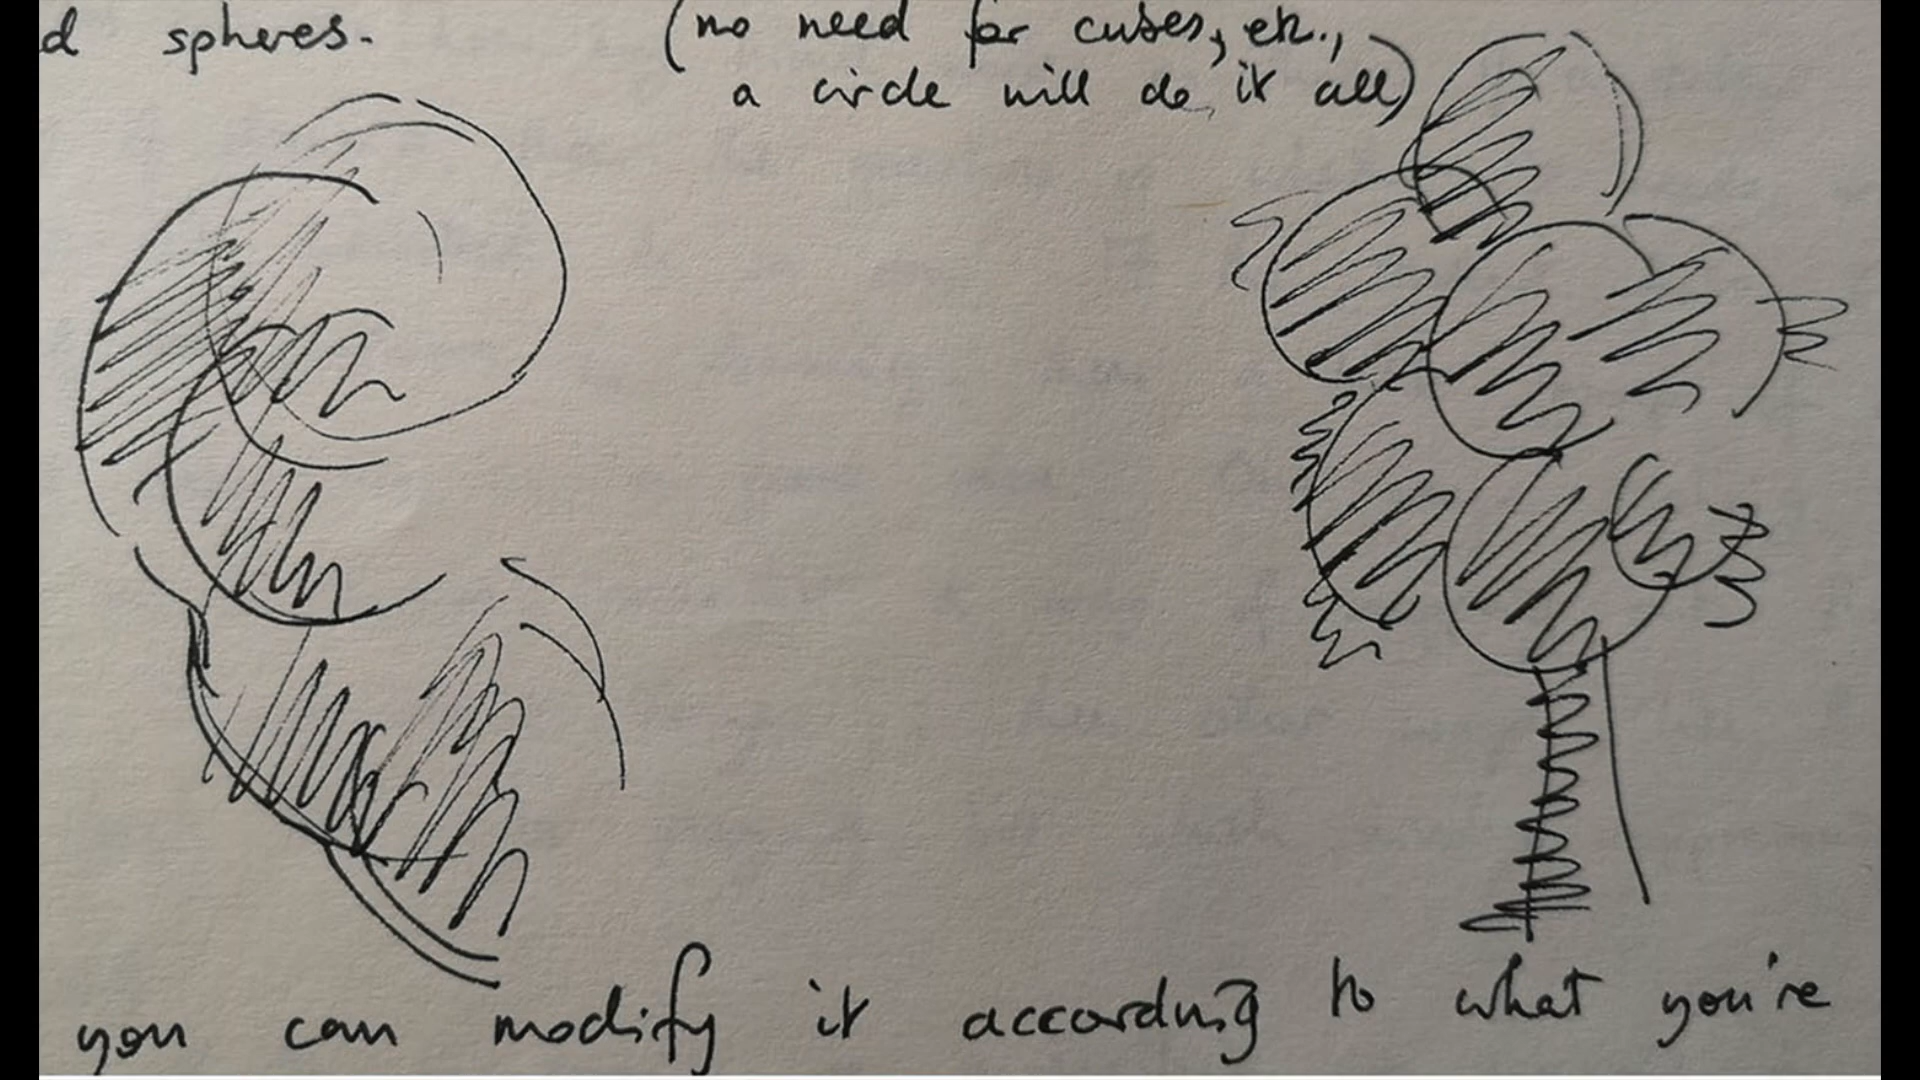 d spheres. (no need for cubes, etc.,
a circle will do it all)
you can modify it according to what you're